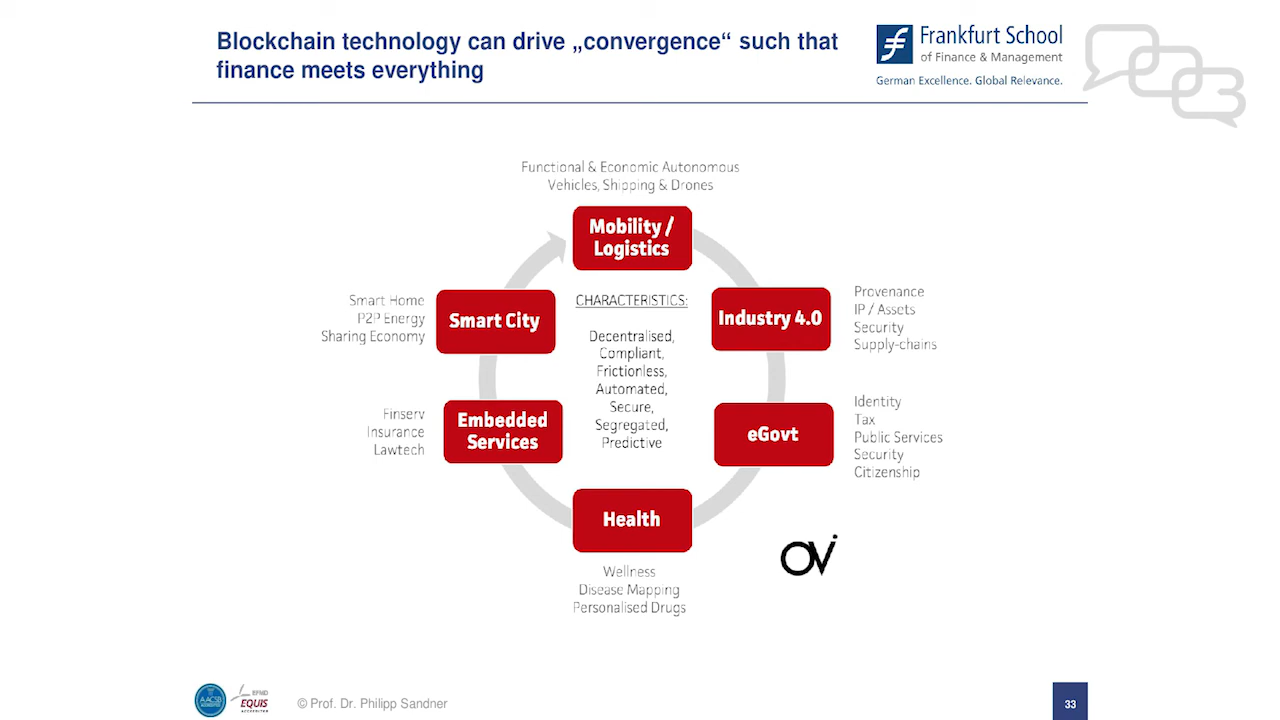 Blockchain technology can drive „convergence“ such that
finance meets everything
Frankfurt School
of Finance & Management
German Excellence. Global Relevance.
Functional & Economic Autonomous
Vehicles, Shipping & Drones
Mobility /
Logistics
CHARACTERISTICS:
Decentralised,
Compliant,
Frictionless,
Automated,
Secure,
Segregated,
Predictive
Industry 4.0
Provenance
IP / Assets
Security
Supply-chains
eGovt
Identity
Tax
Public Services
Security
Citizenship
Health
Wellness
Disease Mapping
Personalised Drugs
Embedded
Services
Finserv
Insurance
Lawtech
Smart City
Smart Home
P2P Energy
Sharing Economy
OVi
AACSB
ACCREDITED
EFMD
EQUIS
ACCREDITED
© Prof. Dr. Philipp Sandner
33